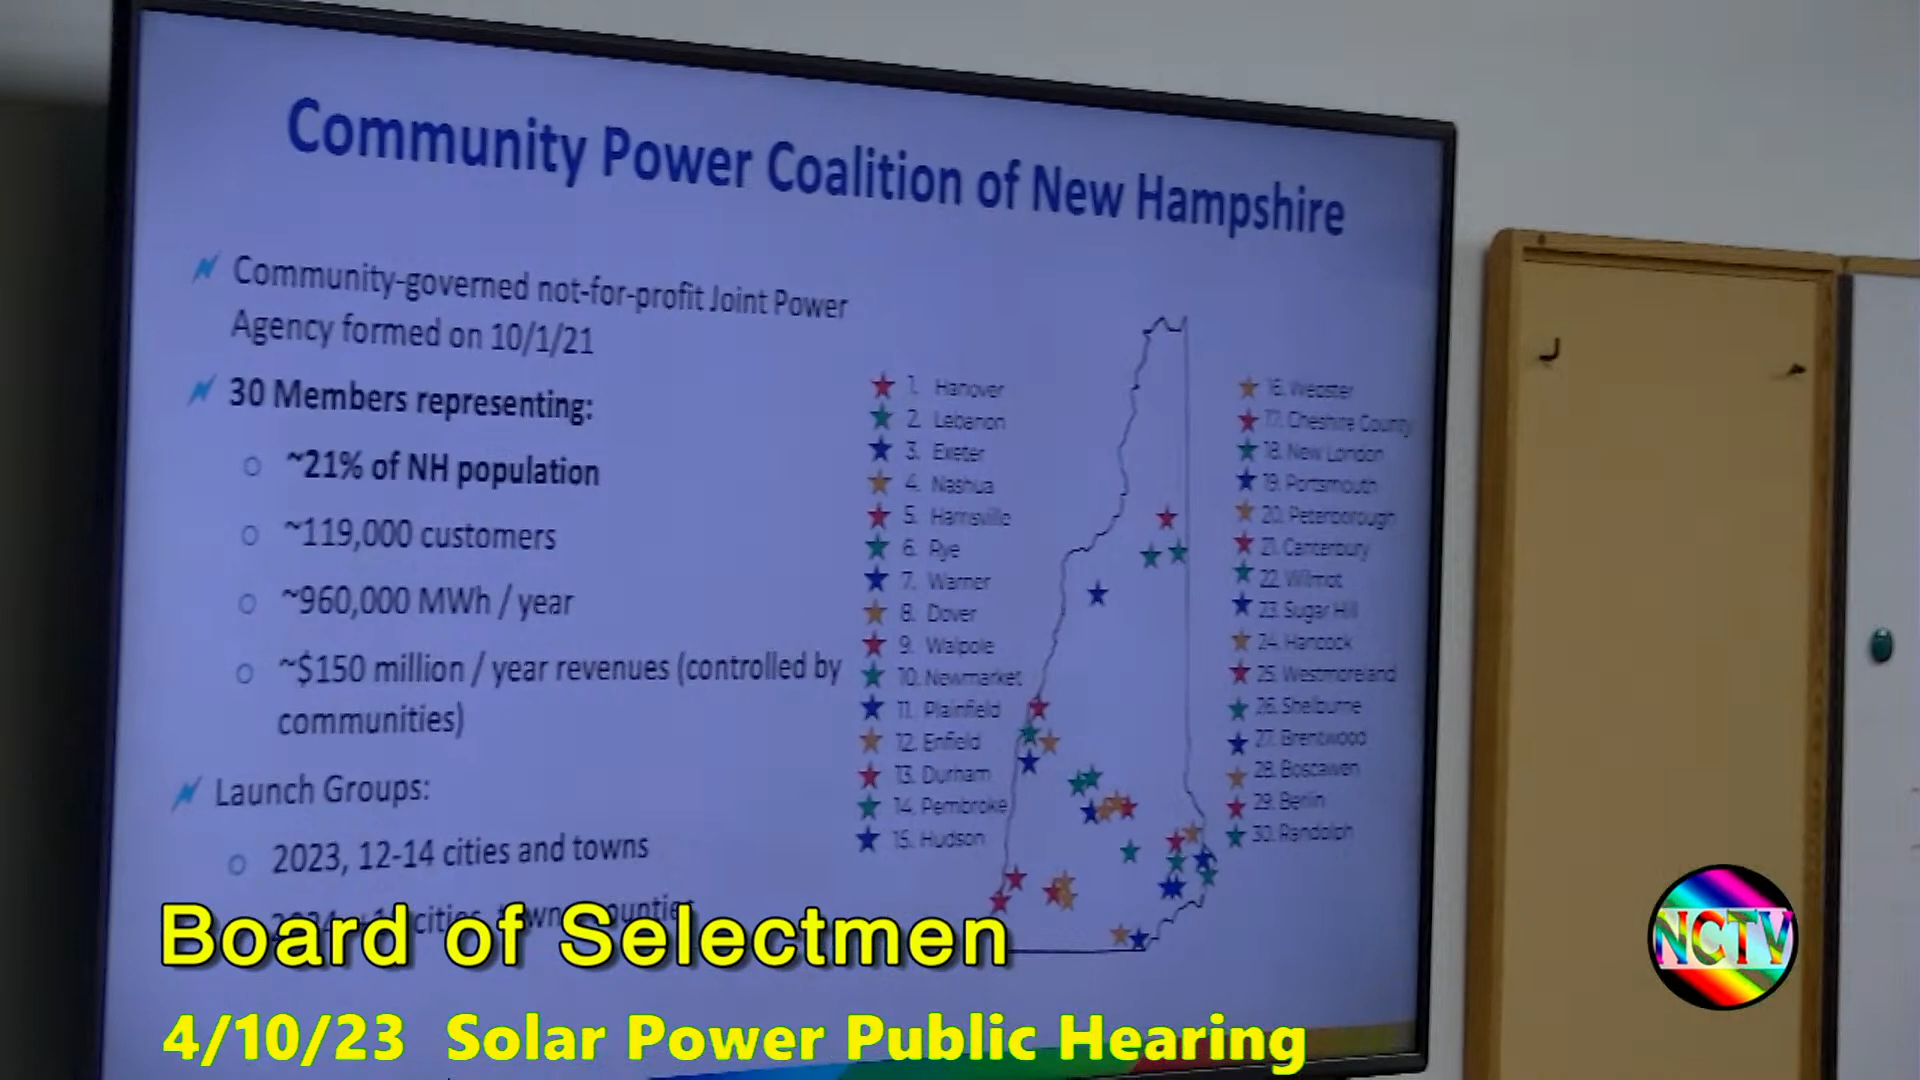 Community Power Coalition of New Hampshire
Community-governed not-for-profit Joint Power
Agency formed on 10/1/21
30 Members representing:
~21% of NH population
~119,000 customers
~960,000 MWh / year
~$150 million / year revenues (controlled by
communities)
Launch Groups:
2023, 12-14 cities and towns
1. Hanover
2. Lebanon
3. Exeter
4. Nashua
5. Harrisville
6. Rye
7. Warner
8. Dover
9. Walpole
10. Newmarket
11. Plainfield
12. Enfield
13. Durham
14. Pembroke
15. Hudson
16. Webster
17. Cheshire County
18. New London
19. Portsmouth
20. Peterborough
21. Canterbury
22. Wilmot
23. Sugar Hill
24. Hancock
25. Westmoreland
26. Shelburne
27. Brentwood
28. Boscawen
29. Berlin
30. Randolph
Board of Selectmen
4/10/23 Solar Power Public Hearing
NCTV